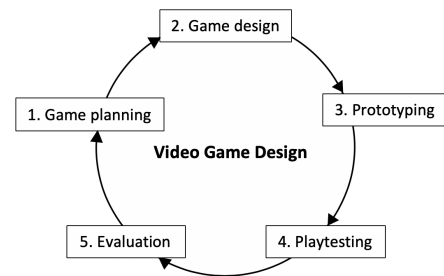 2. Game design
1. Game planning
3. Prototyping
Video Game Design
5. Evaluation
4. Playtesting